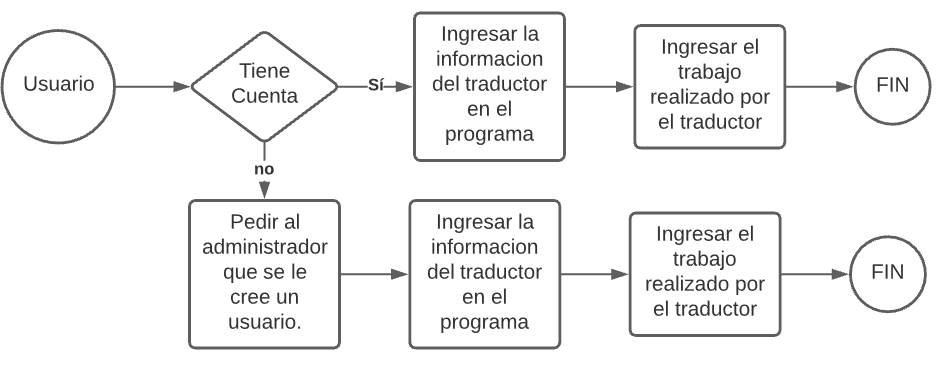 Usuario
Tiene
Cuenta
Sí
Ingresar la
informacion
del traductor
en el
programa
Ingresar el
trabajo
realizado por
el traductor
FIN
no
Pedir al
administrador
que se le
cree un
usuario.
Ingresar la
informacion
del traductor
en el
programa
Ingresar el
trabajo
realizado por
el traductor
FIN